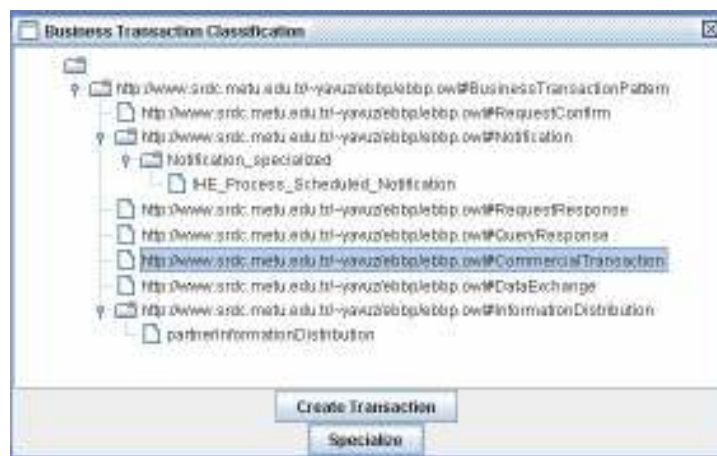 Business Transaction Classification
http://www.srdc.metu.edu.tr/~yavuz/ebbp/ebbp.owl#BusinessTransactionPattern
http://www.srdc.metu.edu.tr/~yavuz/ebbp/ebbp.owl#RequestConfirm
http://www.srdc.metu.edu.tr/~yavuz/ebbp/ebbp.owl#Notification
Notification_specialized
IHE_Process_Scheduled_Notification
http://www.srdc.metu.edu.tr/~yavuz/ebbp/ebbp.owl#RequestResponse
http://www.srdc.metu.edu.tr/~yavuz/ebbp/ebbp.owl#QueryResponse
http://www.srdc.metu.edu.tr/~yavuz/ebbp/ebbp.owl#CommercialTransaction
http://www.srdc.metu.edu.tr/~yavuz/ebbp/ebbp.owl#DataExchange
http://www.srdc.metu.edu.tr/~yavuz/ebbp/ebbp.owl#InformationDistribution
partnerInformationDistribution
Create Transaction
Specialize